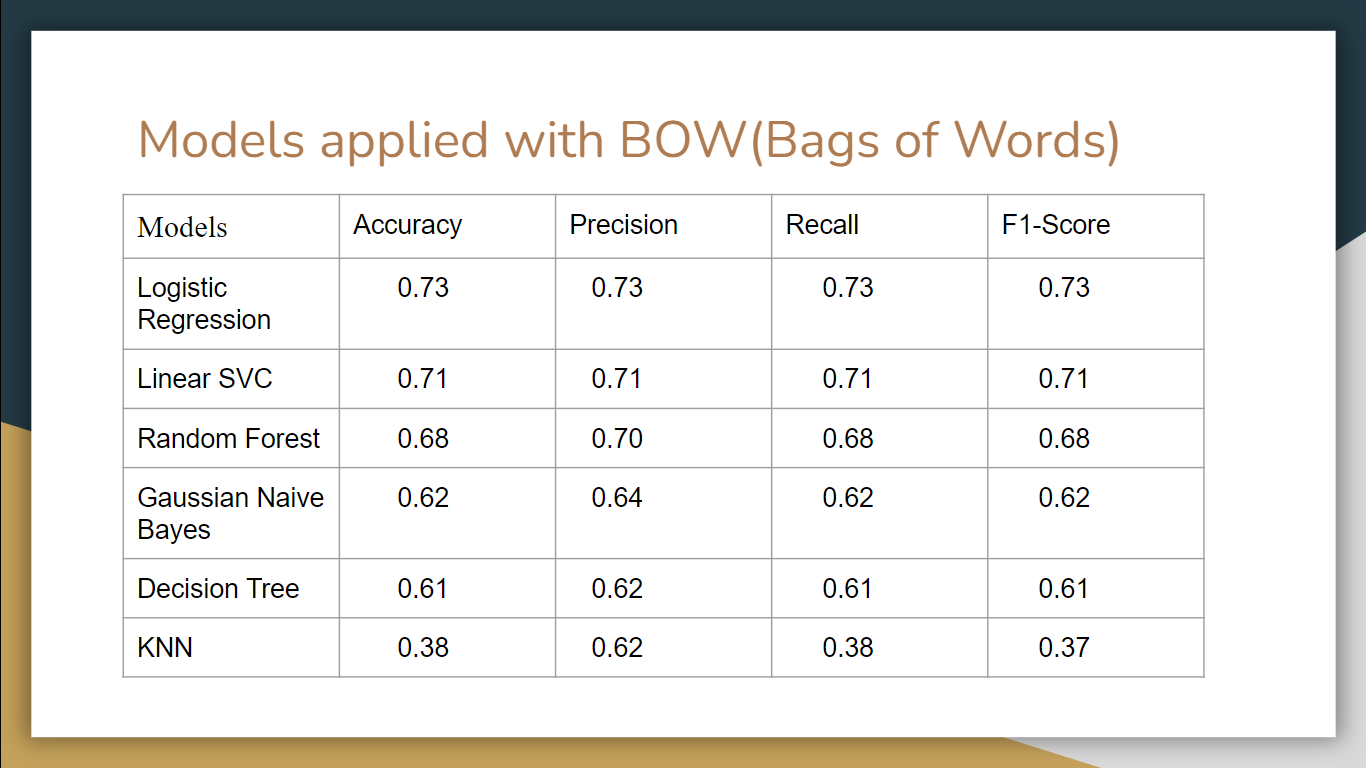 Models applied with BOW(Bags of Words)
Models Accuracy Precision Recall F1-Score
Logistic
Regression 0.73 0.73 0.73 0.73
Linear SVC 0.71 0.71 0.71 0.71
Random Forest 0.68 0.70 0.68 0.68
Gaussian Naive
Bayes 0.62 0.64 0.62 0.62
Decision Tree 0.61 0.62 0.61 0.61
KNN 0.38 0.62 0.38 0.37